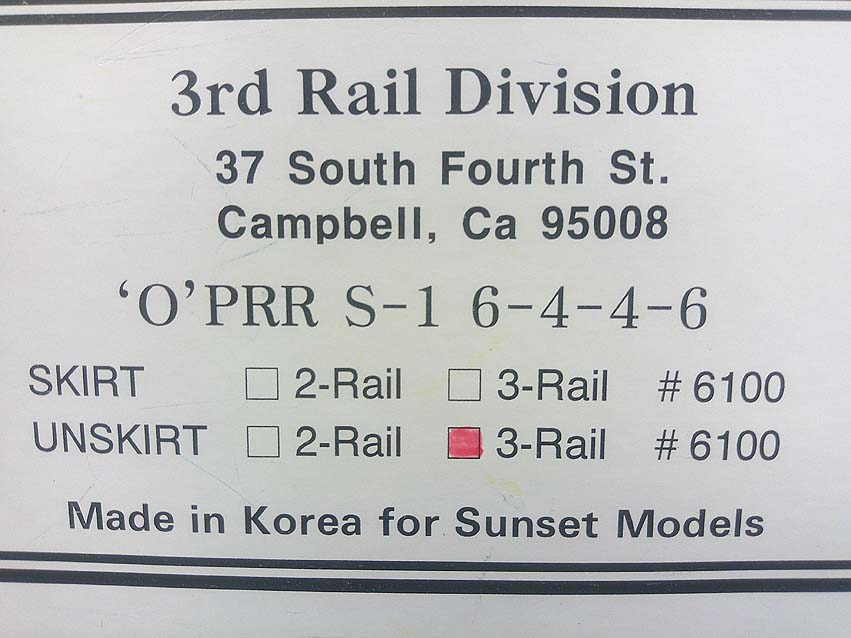 3rd Rail Division
37 South Fourth St.
Campbell, Ca 95008
‘O’PRR S-1 6-4-4-6
SKIRT ☐ 2-Rail ☐ 3-Rail # 6100
UNSKIRT ☐ 2-Rail ■ 3-Rail # 6100
Made in Korea for Sunset Models